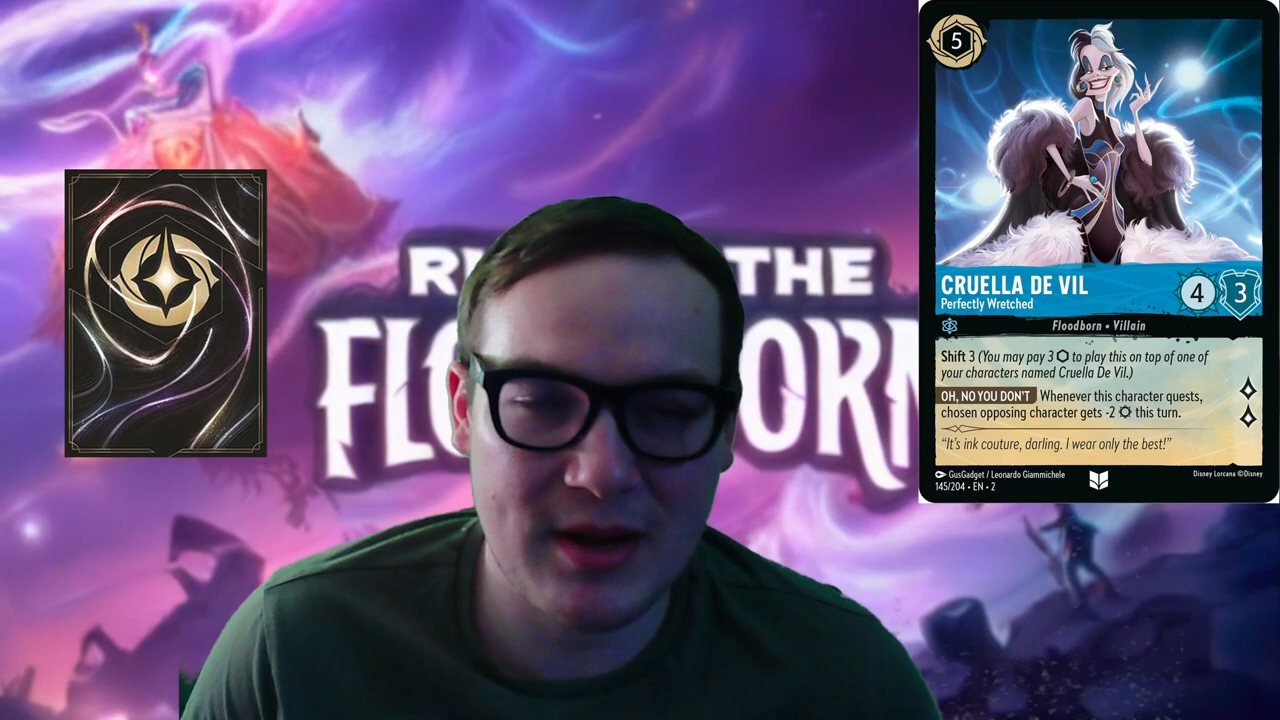 THE
5
CRUELLA DE VIL
Perfectly Wretched
4
3
Floodborn • Villain
Shift 3 (You may pay 3 to play this on top of one of
your characters named Cruella De Vil.)
OH, NO YOU DON'T Whenever this character quests,
chosen opposing character gets -2 this turn.
"It's ink couture, darling. I wear only the best!"
GusGadget / Leonardo Giammichele
Disney Lorcana ©Disney
145/204 • EN • 2